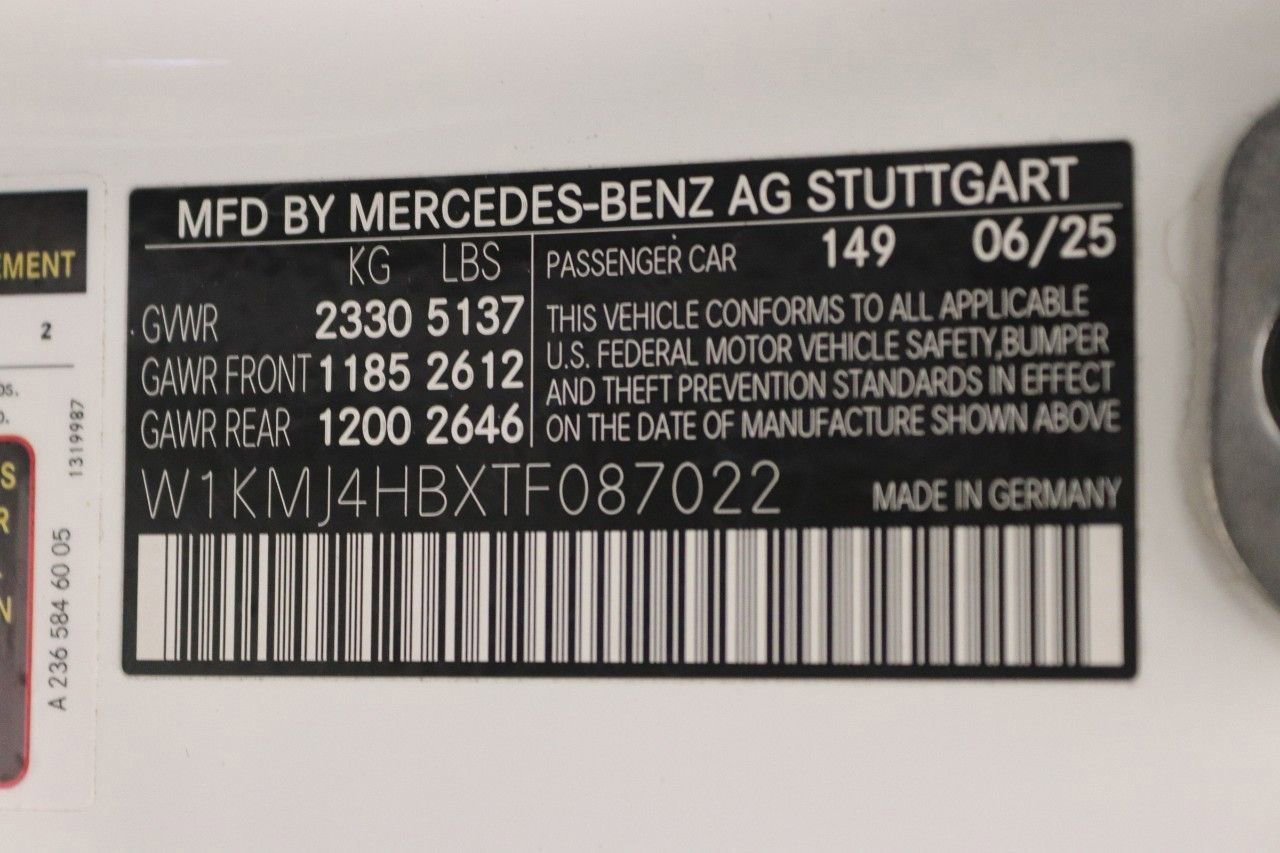 MFD BY MERCEDES-BENZ AG STUTTGART
KG LBS
GVWR 2330 5137
GAWR FRONT 1185 2612
GAWR REAR 1200 2646
PASSENGER CAR 149 06/25
THIS VEHICLE CONFORMS TO ALL APPLICABLE
U.S. FEDERAL MOTOR VEHICLE SAFETY,BUMPER
AND THEFT PREVENTION STANDARDS IN EFFECT
ON THE DATE OF MANUFACTURE SHOWN ABOVE
W1KMJ4HBXTF087022 MADE IN GERMANY
EMENT
2
1319987
A 236 584 60 05